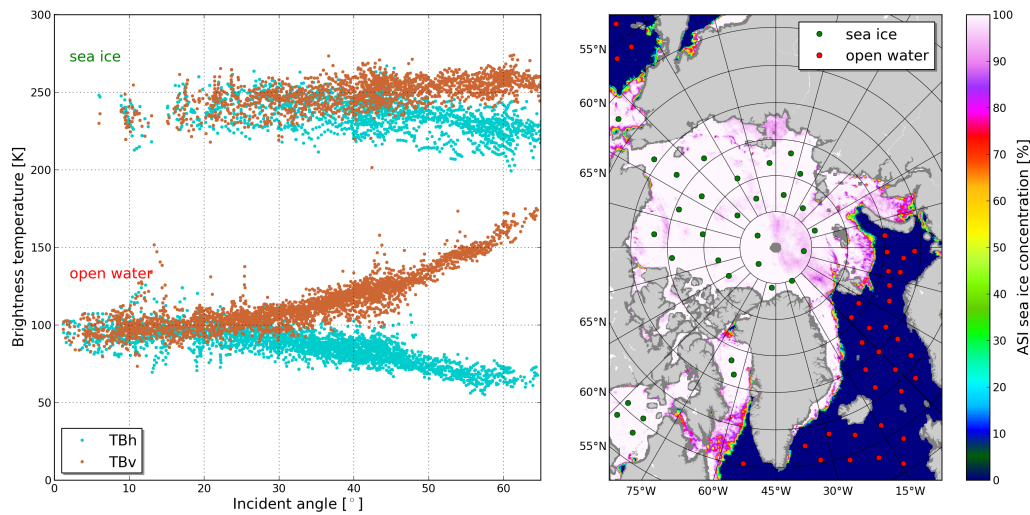 300
250
200
150
100
50
0
Brightness temperature [K]
sea ice
open water
TBh
TBv
0
10
20
30
40
50
60
Incident angle [°]
sea ice
open water
55°N
60°N
65°N
65°N
65°N
60°N
55°N
75°W
60°W
45°W
30°W
15°W
100
90
80
70
60
50
40
30
20
10
0
ASI sea ice concentration [%]